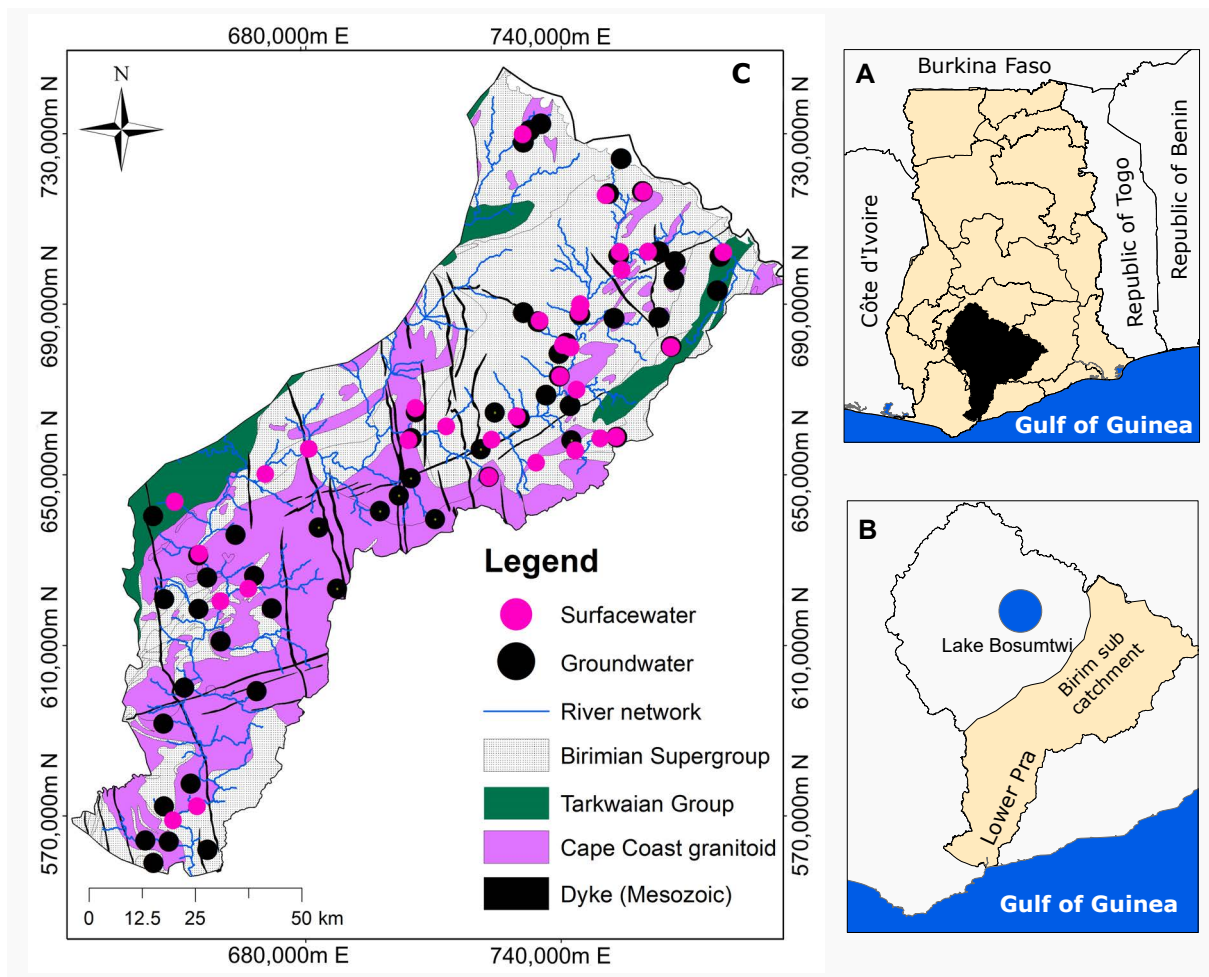 680,000m E
740,000m E
C
N
730,000m N
690,000m N
650,000m N
610,000m N
570,000m N
730,000m N
690,000m N
650,000m N
610,000m N
570,000m N
Legend
Surfacewater
Groundwater
River network
Birimian Supergroup
Tarkwaian Group
Cape Coast granitoid
Dyke (Mesozoic)
0 12.5 25 50 km
680,000m E
740,000m E
A
Burkina Faso
Côte d'Ivoire
Republic of Togo
Republic of Benin
Gulf of Guinea
B
Lake Bosumtwi
Birim sub
catchment
Lower Pra
Gulf of Guinea